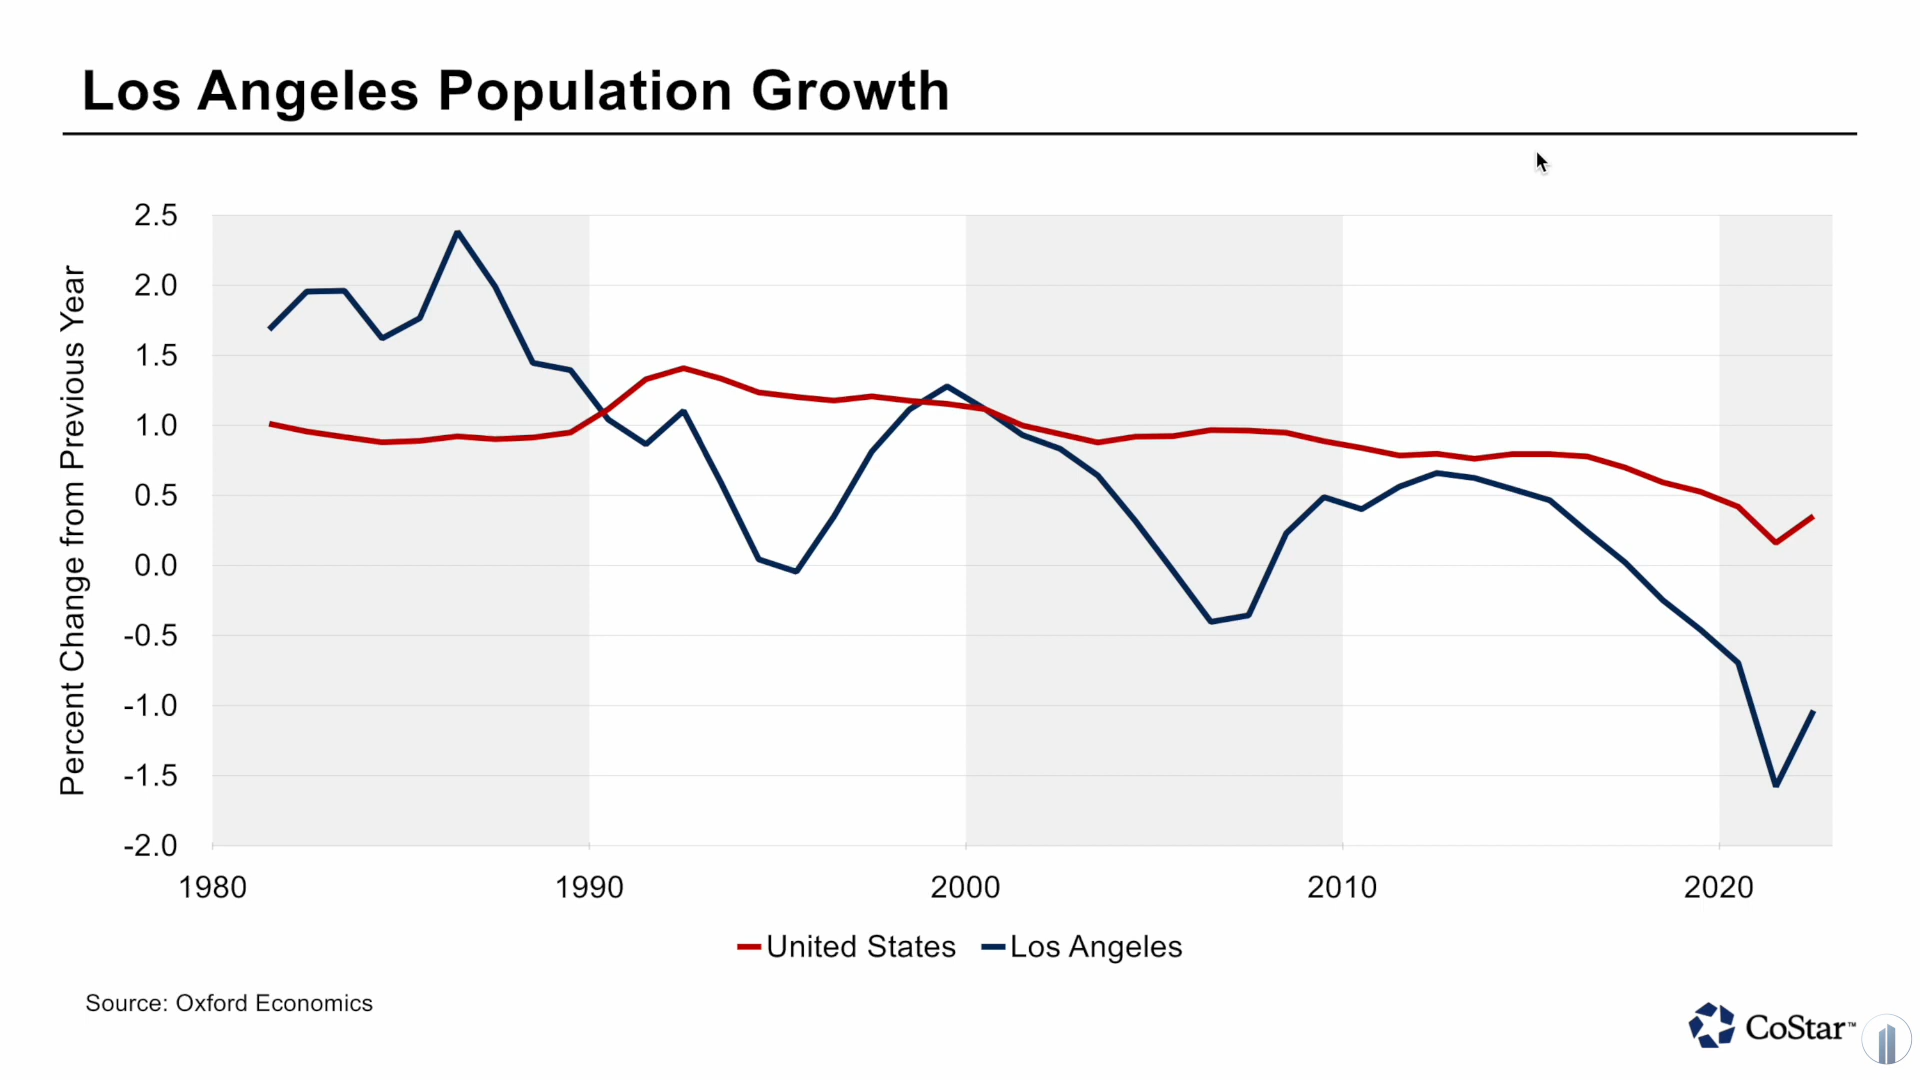 Los Angeles Population Growth
Percent Change from Previous Year
2.5
2.0
1.5
1.0
0.5
0.0
-0.5
-1.0
-1.5
-2.0
1980 1990 2000 2010 2020
United States Los Angeles
Source: Oxford Economics
CoStar™